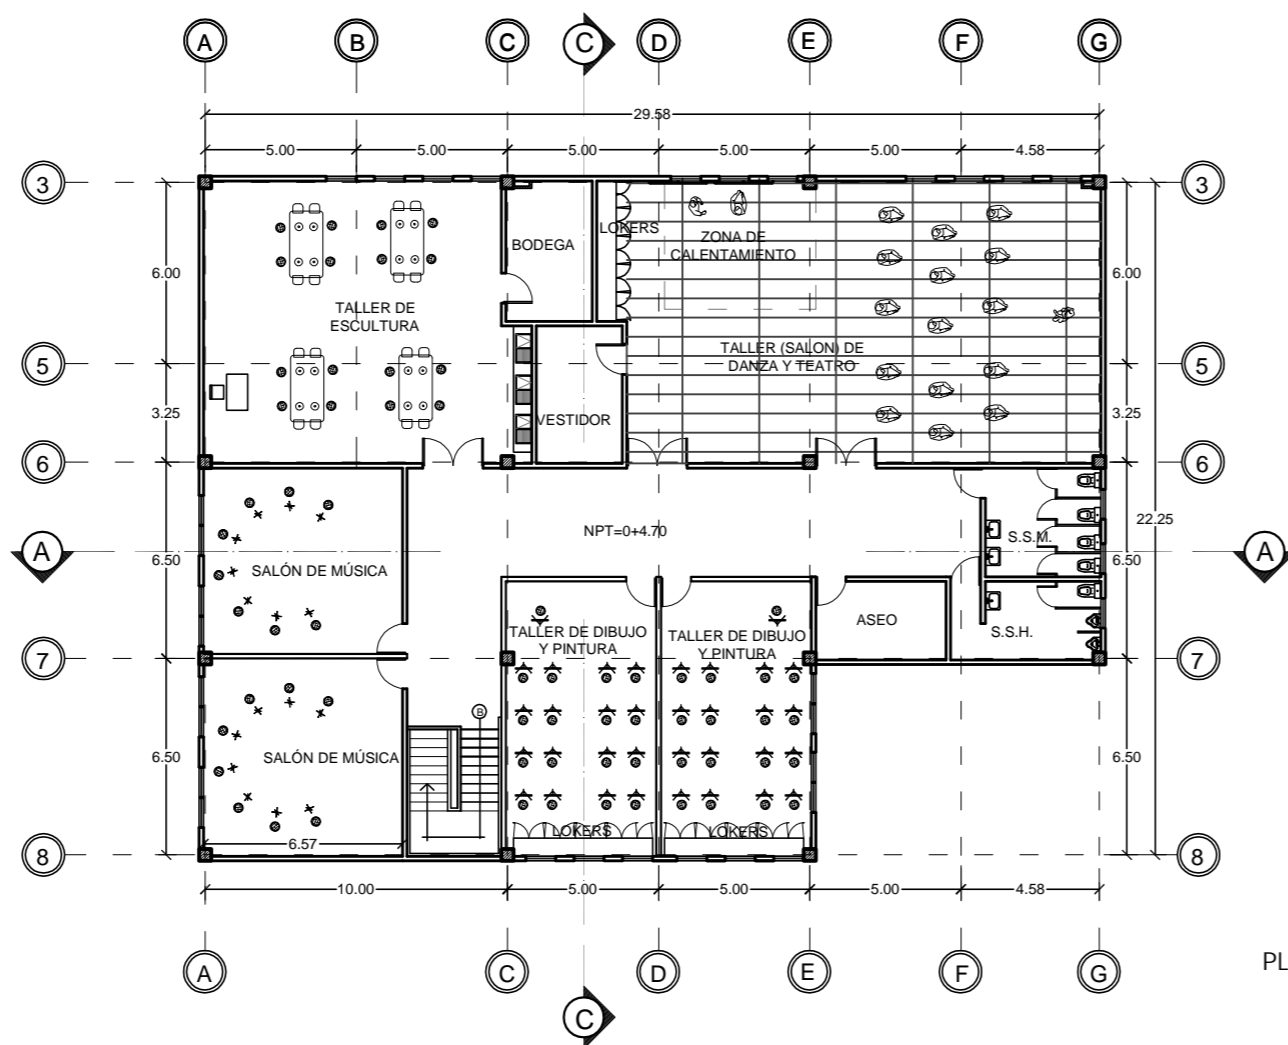 A
B
C
C
D
E
F
G
29.58
5.00
5.00
5.00
5.00
5.00
4.58
3
3
BODEGA
LOKERS
ZONA DE
CALENTAMIENTO
6.00
6.00
TALLER DE
ESCULTURA
TALLER (SALON) DE
DANZA Y TEATRO
5
5
3.25
3.25
VESTIDOR
6
6
22.25
NPT=0+4.70
S.S.M.
A
A
6.50
6.50
SALÓN DE MÚSICA
ASEO
S.S.H.
TALLER DE DIBUJO
Y PINTURA
TALLER DE DIBUJO
Y PINTURA
7
7
B
6.50
6.50
SALÓN DE MÚSICA
LOKERS
LOKERS
6.57
8
8
10.00
5.00
5.00
5.00
4.58
A
C
D
E
F
G
C
PL